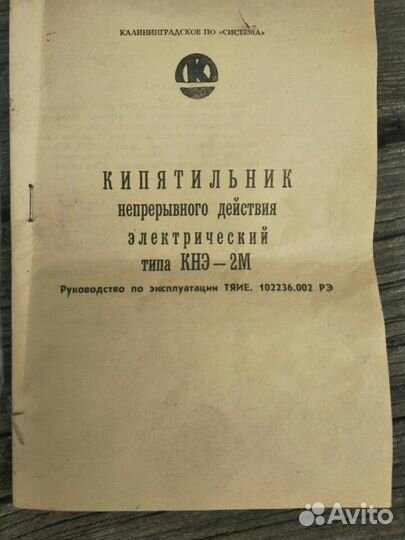 КАЛИНИНГРАДСКОЕ ПО «СИСТЕМА»
К
КИПЯТИЛЬНИК
непрерывного действия
электрический
типа КНЭ—2М
Руководство по эксплуатации ТЯИЕ. 102236.002 РЭ
Avito